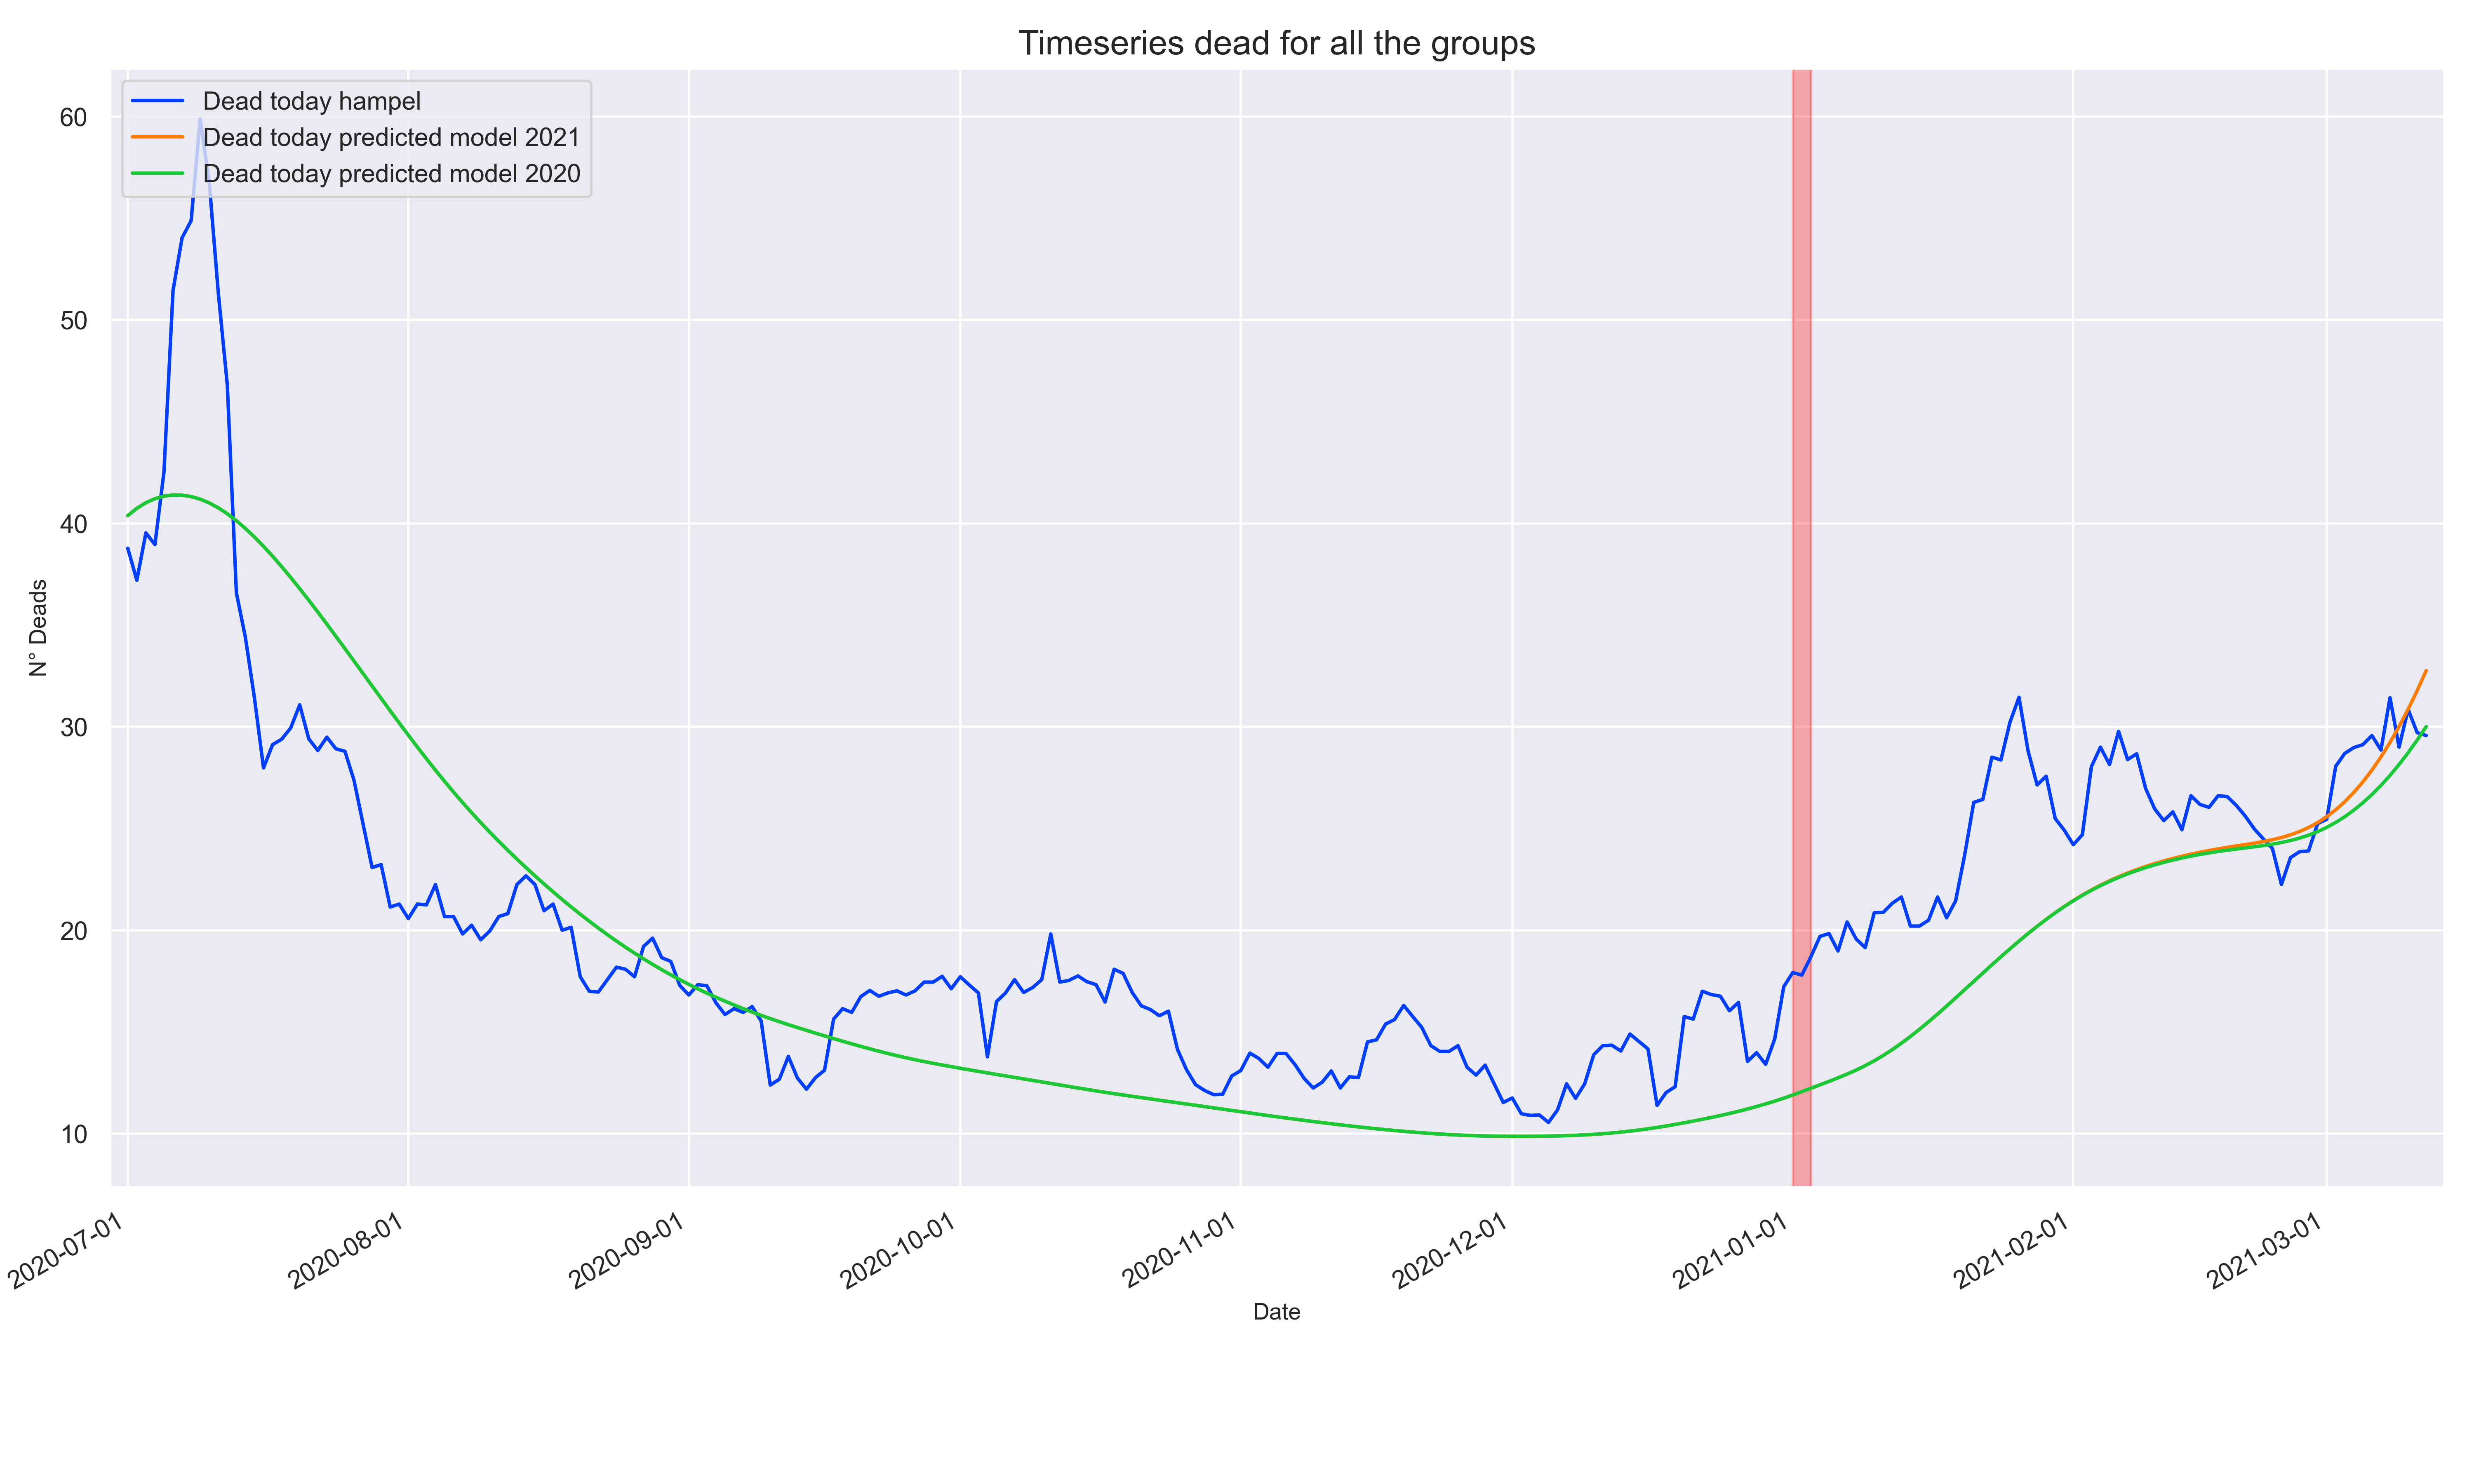 Timeseries dead for all the groups
Dead today hampel
Dead today predicted model 2021
Dead today predicted model 2020
60
50
40
30
20
10
N° Deads
2020-07-01
2020-08-01
2020-09-01
2020-10-01
2020-11-01
2020-12-01
2021-01-01
2021-02-01
2021-03-01
Date